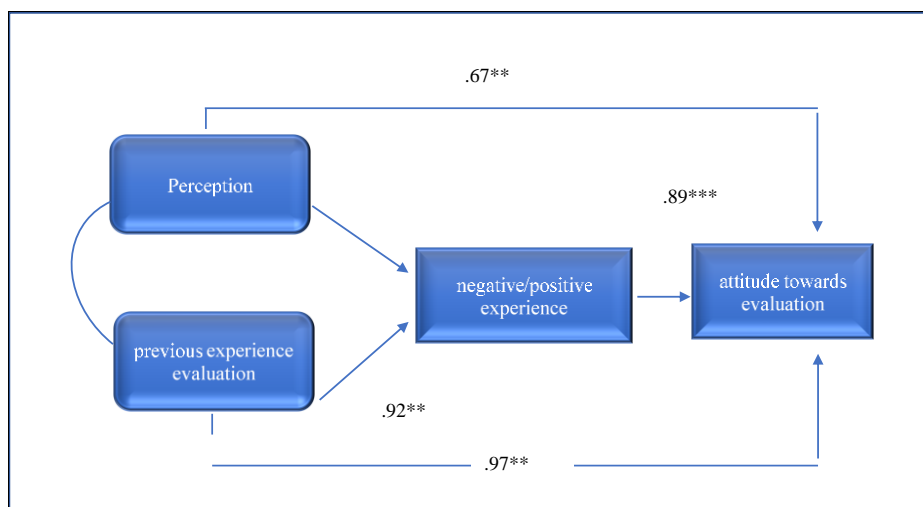 .67**
Perception
.89***
negative/positive
experience
attitude towards
evaluation
previous experience
evaluation
.92**
.97**